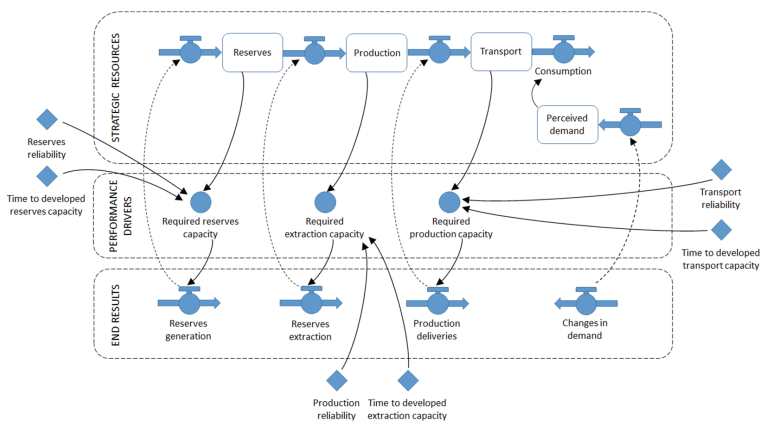 STRATEGIC RESOURCES
Reserves
Production
Transport
Consumption
Perceived
demand
Reserves
reliability
Time to developed
reserves capacity
PERFORMANCE
DRIVERS
Required reserves
capacity
Required
extraction capacity
Required
production capacity
Transport
reliability
Time to developed
transport capacity
END RESULTS
Reserves
generation
Reserves
extraction
Production
deliveries
Changes in
demand
Production
reliability
Time to developed
extraction capacity